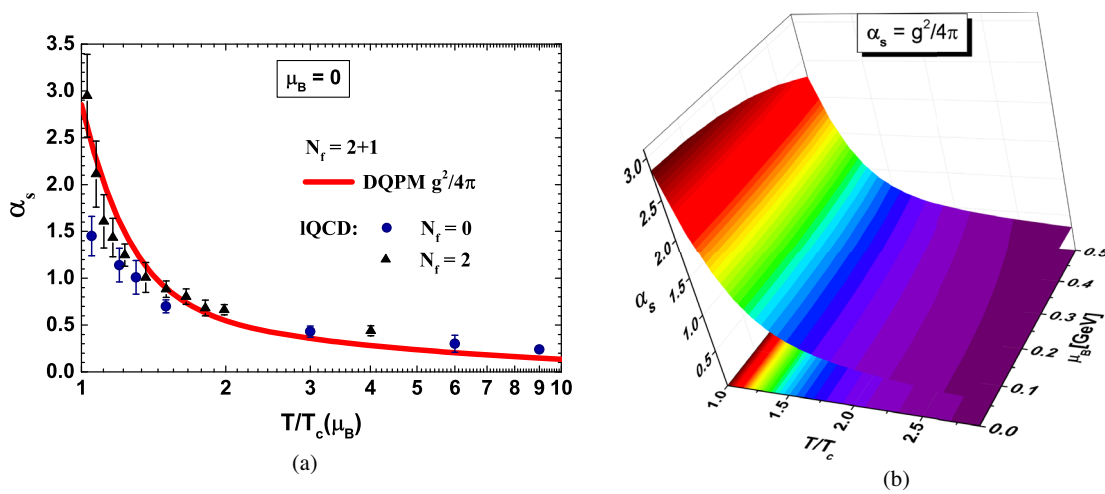 3.5
3.0
2.5
2.0
1.5
1.0
0.5
0.0
α_s
μ_B = 0
N_f = 2+1
DQPM g²/4π
lQCD: N_f = 0
N_f = 2
1 2 3 4 5 6 7 8 9 10
T/T_c(μ_B)
(a)
α_s = g²/4π
3.0
2.5
2.0
1.5
1.0
0.5
α_s
1.0
1.5
2.0
2.5
T/T_c
0.5
0.4
0.3
0.2
0.1
0.0
μ_B[GeV]
(b)